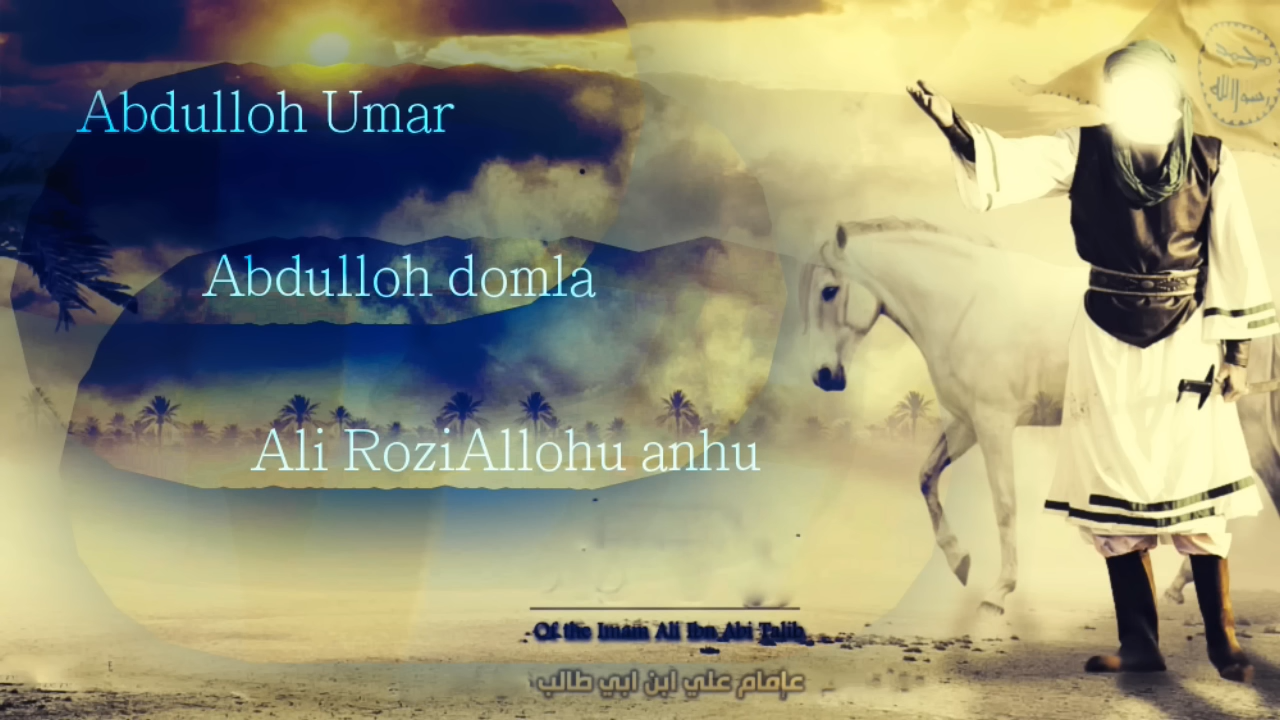 Abdulloh Umar
Abdulloh domla
Ali RoziAllohu anhu
Of the Imam Ali Ibn Abi Talib
عامام علي ابن ابي طالب